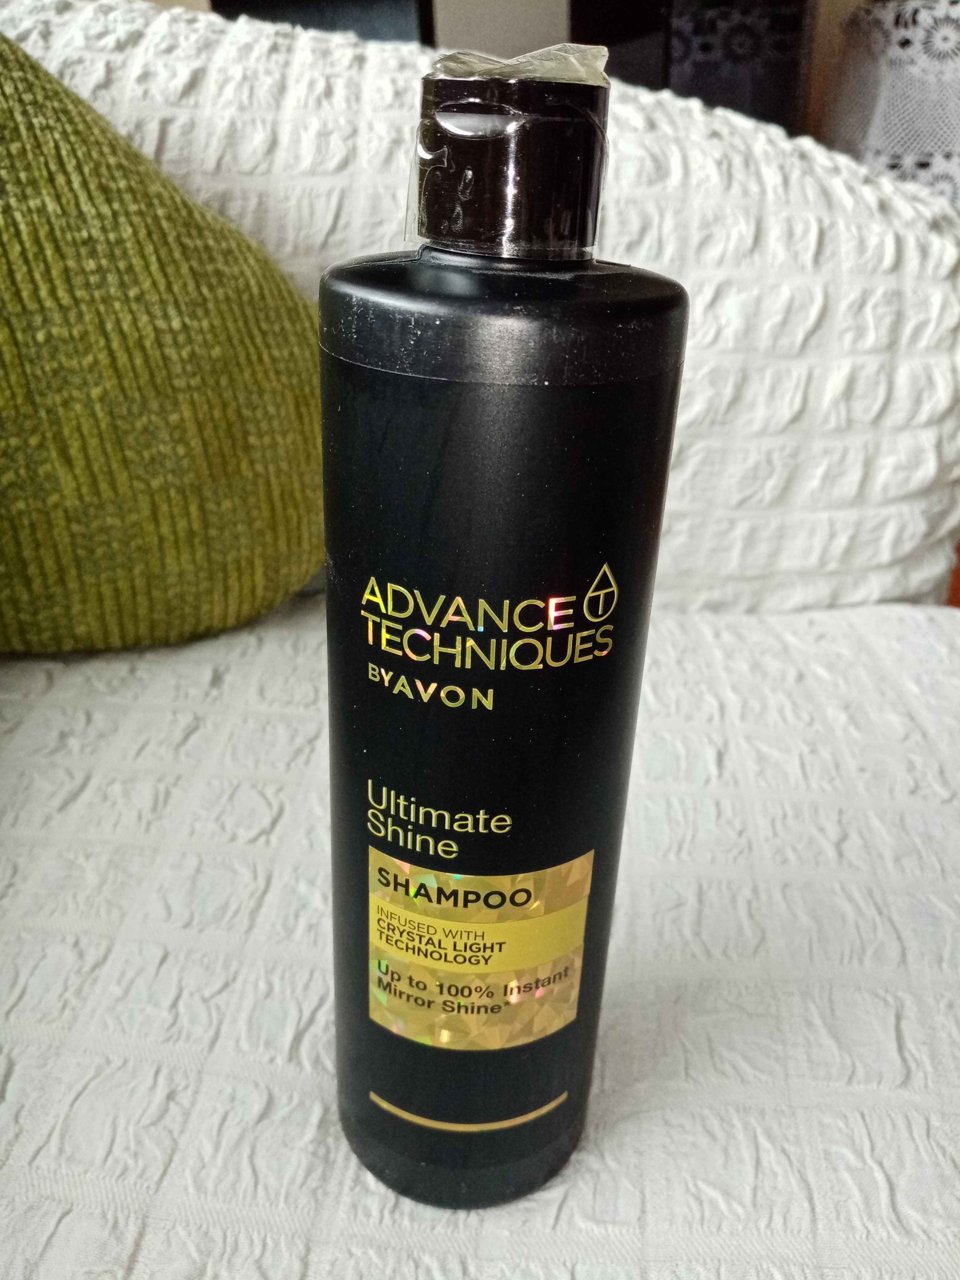 ADVANCE
TECHNIQUES
BY AVON
Ultimate
Shine
SHAMPOO
INFUSED WITH
CRYSTAL LIGHT
TECHNOLOGY
Up to 100% Instant
Mirror Shine*